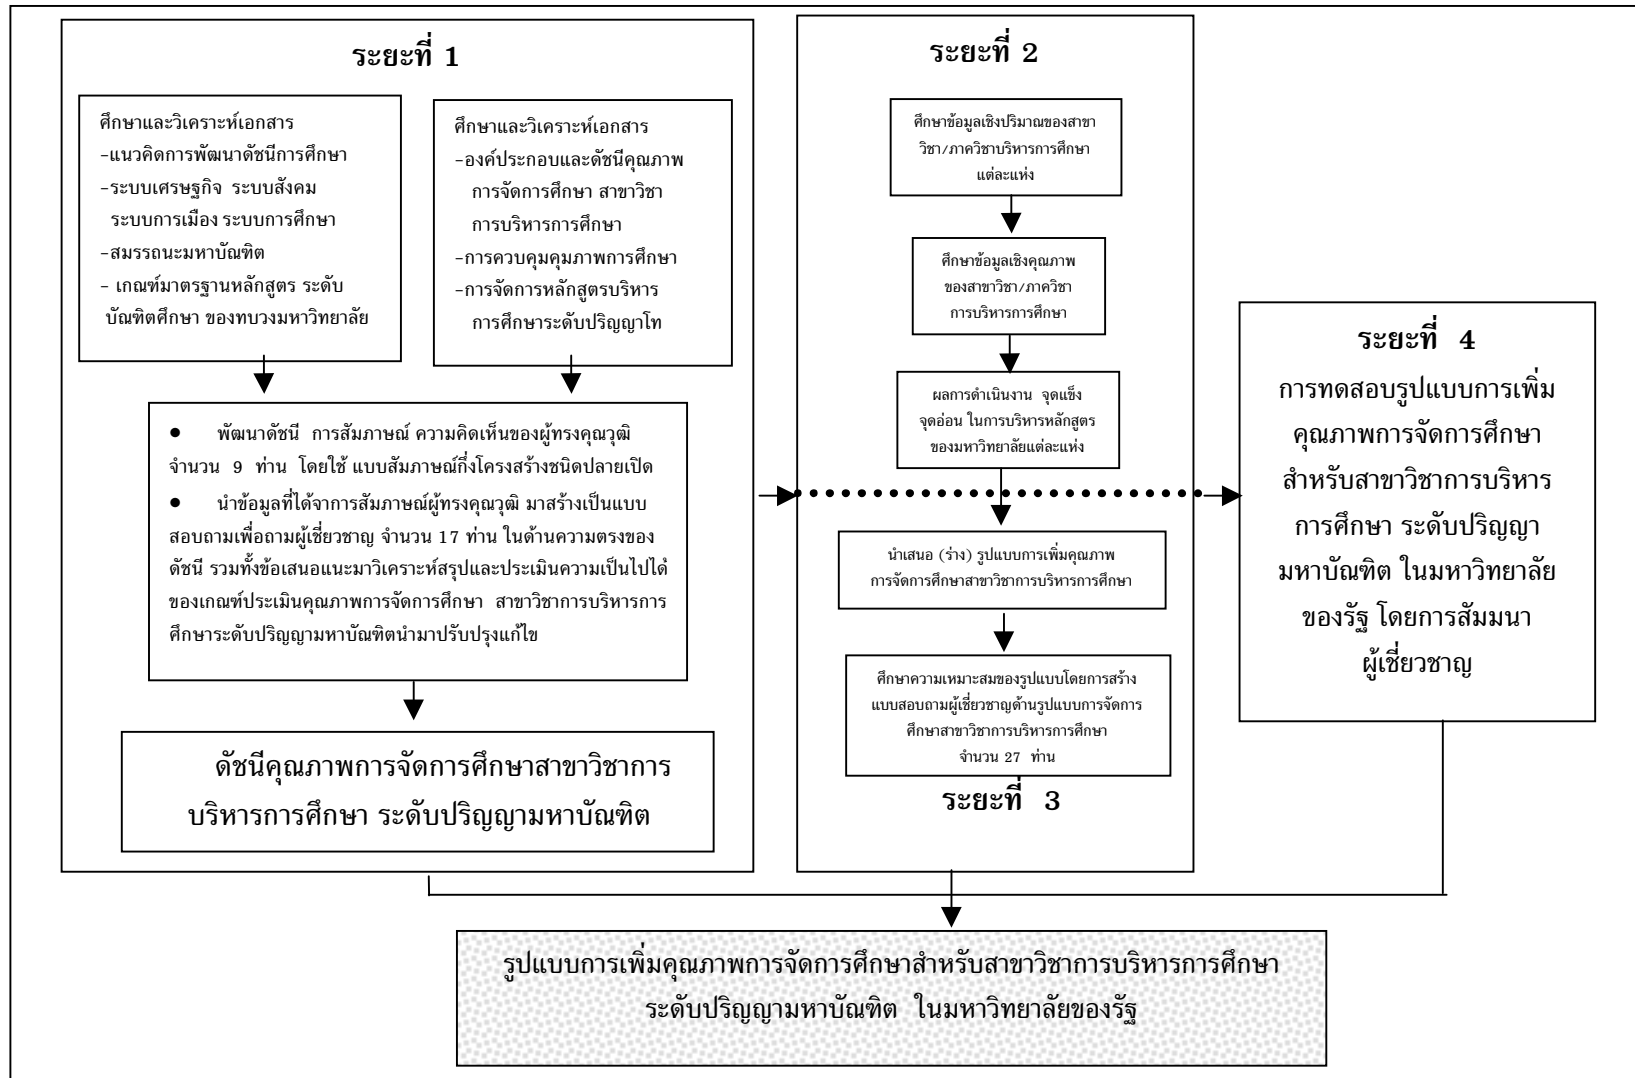 ระยะที่ 1
ศึกษาและวิเคราะห์เอกสาร
-แนวคิดการพัฒนาดัชนีการศึกษา
-ระบบเศรษฐกิจ ระบบสังคม
ระบบการเมือง ระบบการศึกษา
-สมรรถนะมหาบัณฑิต
- เกณฑ์มาตรฐานหลักสูตร ระดับ
บัณฑิตศึกษา ของทบวงมหาวิทยาลัย
ศึกษาและวิเคราะห์เอกสาร
-องค์ประกอบและดัชนีคุณภาพ
การจัดการศึกษา สาขาวิชา
การบริหารการศึกษา
-การควบคุมคุมภาพการศึกษา
-การจัดการหลักสูตรบริหาร
การศึกษาระดับปริญญาโท
● พัฒนาดัชนี การสัมภาษณ์ ความคิดเห็นของผู้ทรงคุณวุฒิ
จำนวน 9 ท่าน โดยใช้ แบบสัมภาษณ์กึ่งโครงสร้างชนิดปลายเปิด
● นำข้อมูลที่ได้จาการสัมภาษณ์ผู้ทรงคุณวุฒิ มาสร้างเป็นแบบ
สอบถามเพื่อถามผู้เชี่ยวชาญ จำนวน 17 ท่าน ในด้านความตรงของ
ดัชนี รวมทั้งข้อเสนอแนะมาวิเคราะห์สรุปและประเมินความเป็นไปได้
ของเกณฑ์ประเมินคุณภาพการจัดการศึกษา สาขาวิชาการบริหารการ
ศึกษาระดับปริญญามหาบัณฑิตนำมาปรับปรุงแก้ไข
ดัชนีคุณภาพการจัดการศึกษาสาขาวิชาการ
บริหารการศึกษา ระดับปริญญามหาบัณฑิต
ระยะที่ 2
ศึกษาข้อมูลเชิงปริมาณของสาขา
วิชา/ภาควิชาบริหารการศึกษา
แต่ละแห่ง
ศึกษาข้อมูลเชิงคุณภาพ
ของสาขาวิชา/ภาควิชา
การบริหารการศึกษา
ผลการดำเนินงาน จุดแข็ง
จุดอ่อน ในการบริหารหลักสูตร
ของมหาวิทยาลัยแต่ละแห่ง
นำเสนอ (ร่าง) รูปแบบการเพิ่มคุณภาพ
การจัดการศึกษาสาขาวิชาการบริหารการศึกษา
ศึกษาความเหมาะสมของรูปแบบโดยการสร้าง
แบบสอบถามผู้เชี่ยวชาญด้านรูปแบบการจัดการ
ศึกษาสาขาวิชาการบริหารการศึกษา
จำนวน 27 ท่าน
ระยะที่ 3
ระยะที่ 4
การทดสอบรูปแบบการเพิ่ม
คุณภาพการจัดการศึกษา
สำหรับสาขาวิชาการบริหาร
การศึกษา ระดับปริญญา
มหาบัณฑิต ในมหาวิทยาลัย
ของรัฐ โดยการสัมมนา
ผู้เชี่ยวชาญ
รูปแบบการเพิ่มคุณภาพการจัดการศึกษาสำหรับสาขาวิชาการบริหารการศึกษา
ระดับปริญญามหาบัณฑิต ในมหาวิทยาลัยของรัฐ